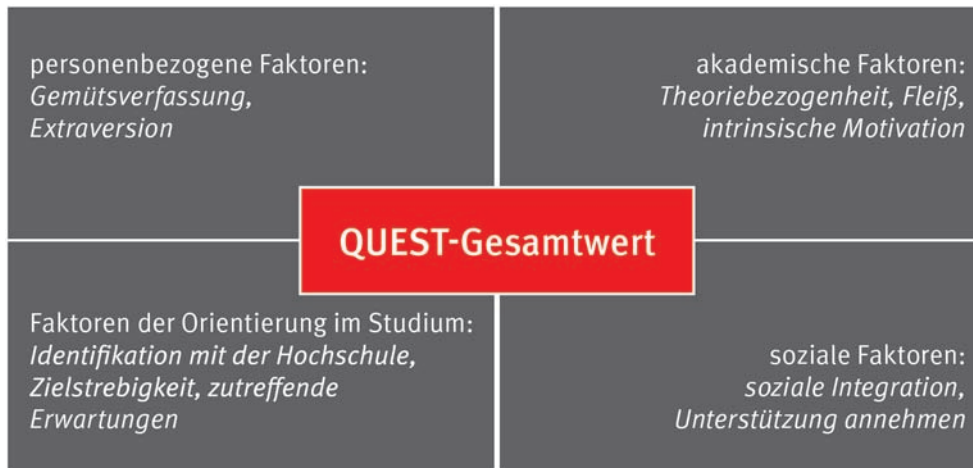 personenbezogene Faktoren:
Gemütsverfassung,
Extraversion
akademische Faktoren:
Theoriebezogenheit, Fleiß,
intrinsische Motivation
QUEST-Gesamtwert
Faktoren der Orientierung im Studium:
Identifikation mit der Hochschule,
Zielstrebigkeit, zutreffende
Erwartungen
soziale Faktoren:
soziale Integration,
Unterstützung annehmen